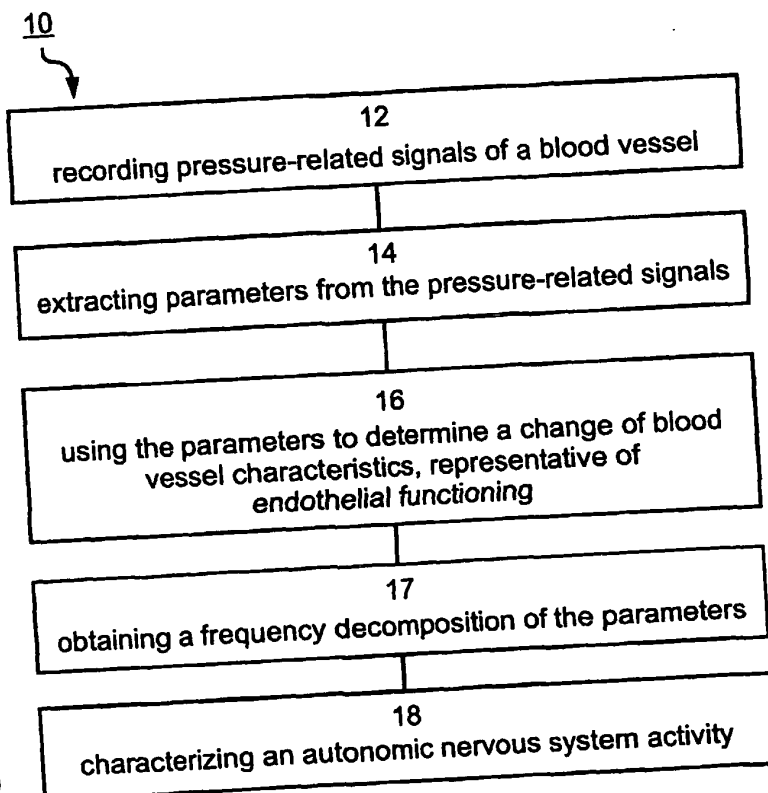 10
12
recording pressure-related signals of a blood vessel
14
extracting parameters from the pressure-related signals
16
using the parameters to determine a change of blood
vessel characteristics, representative of
endothelial functioning
17
obtaining a frequency decomposition of the parameters
18
characterizing an autonomic nervous system activity